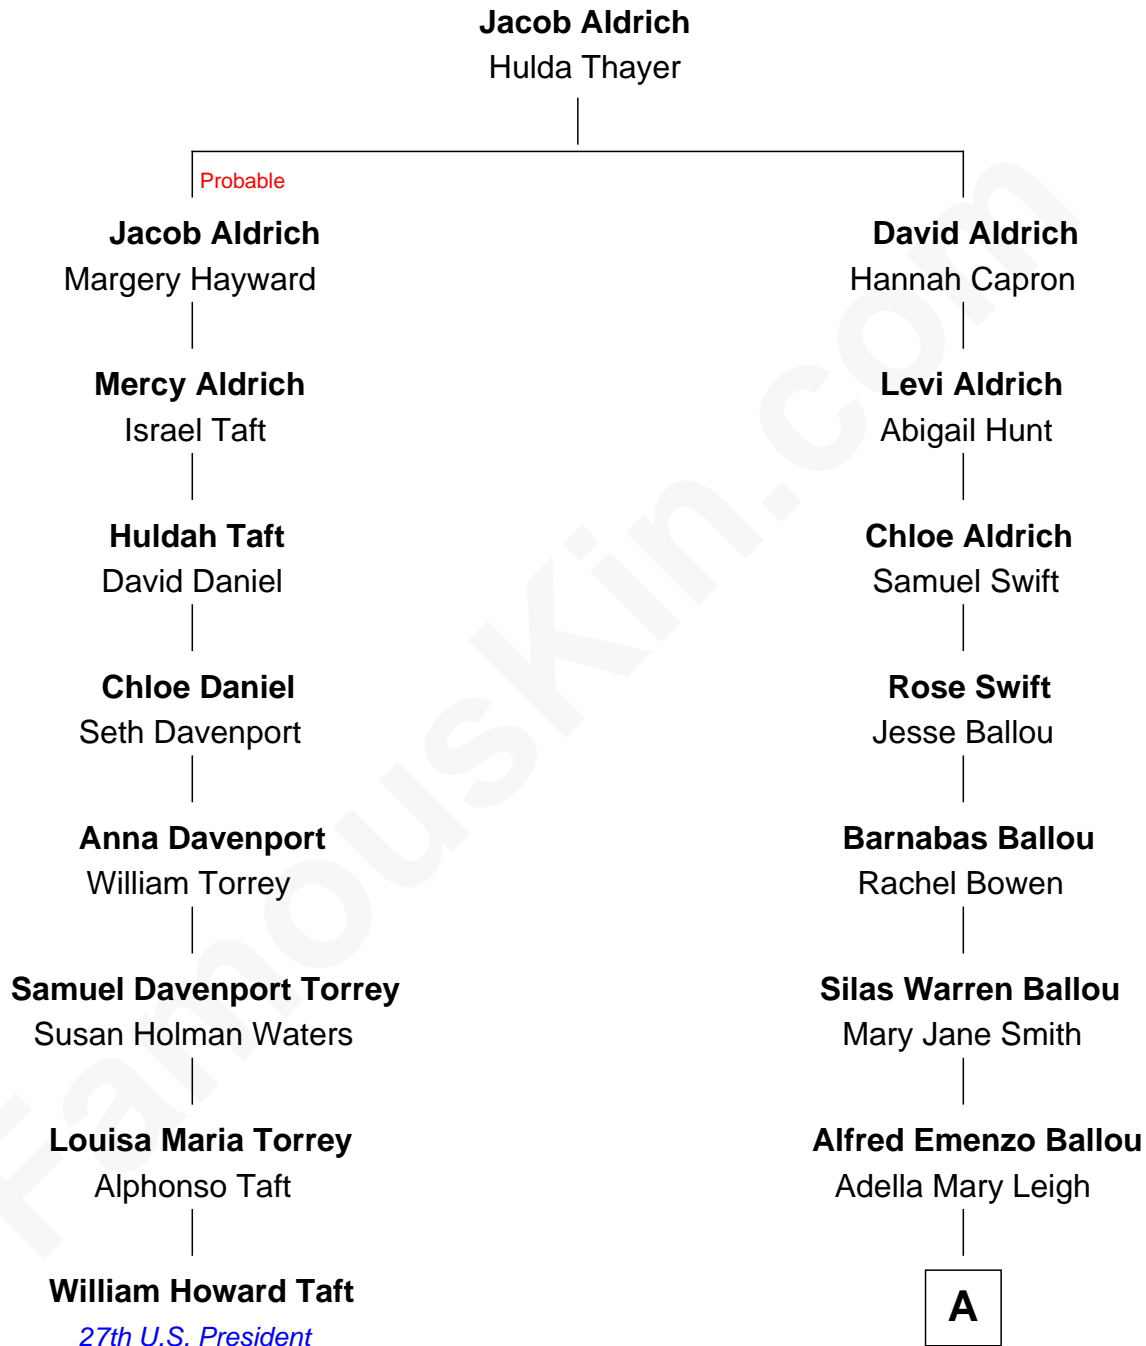 Jacob Aldrich
Hulda Thayer
Probable
Jacob Aldrich
Margery Hayward
David Aldrich
Hannah Capron
Mercy Aldrich
Israel Taft
Levi Aldrich
Abigail Hunt
Huldah Taft
David Daniel
Chloe Aldrich
Samuel Swift
Chloe Daniel
Seth Davenport
Rose Swift
Jesse Ballou
Anna Davenport
William Torrey
Barnabas Ballou
Rachel Bowen
Samuel Davenport Torrey
Susan Holman Waters
Silas Warren Ballou
Mary Jane Smith
Louisa Maria Torrey
Alphonso Taft
Alfred Emenzo Ballou
Adella Mary Leigh
William Howard Taft
27th U.S. President
A
FamousKin.com